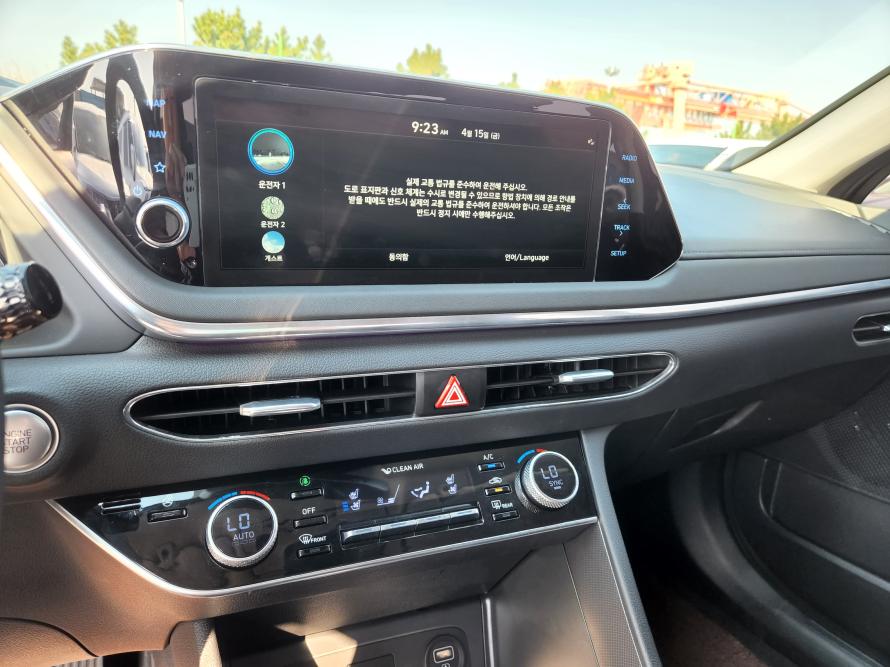 MAP
NAV
9:23 AM 4월 15일 (금)
운전자 1
운전자 2
게스트
실제 교통 법규를 준수하여 운전해 주십시오.
도로 표지판과 신호 체계는 수시로 변경될 수 있으므로 항법 장치에 의해 경로 안내를
받을 때에도 반드시 실제의 교통 법규를 준수하여 운전하셔야 합니다. 모든 조작은
반드시 정지 시에만 수행해주십시오.
동의함
언어/Language
RADIO
MEDIA
SEEK
TRACK
SETUP
ENGINE
START
STOP
CLEAN AIR
A/C
OFF
FRONT
REAR
LO
AUTO
LO
SYNC